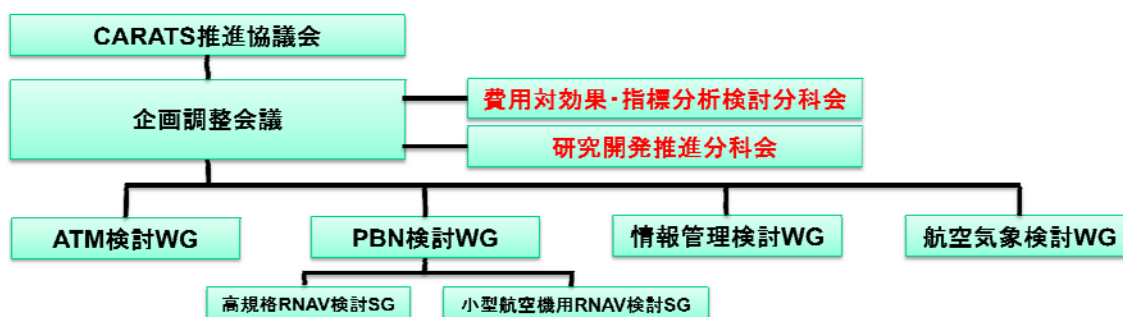 CARATS推進協議会
企画調整会議
費用対効果・指標分析検討分科会
研究開発推進分科会
ATM検討WG
PBN検討WG
情報管理検討WG
航空気象検討WG
高規格RNAV検討SG
小型航空機用RNAV検討SG